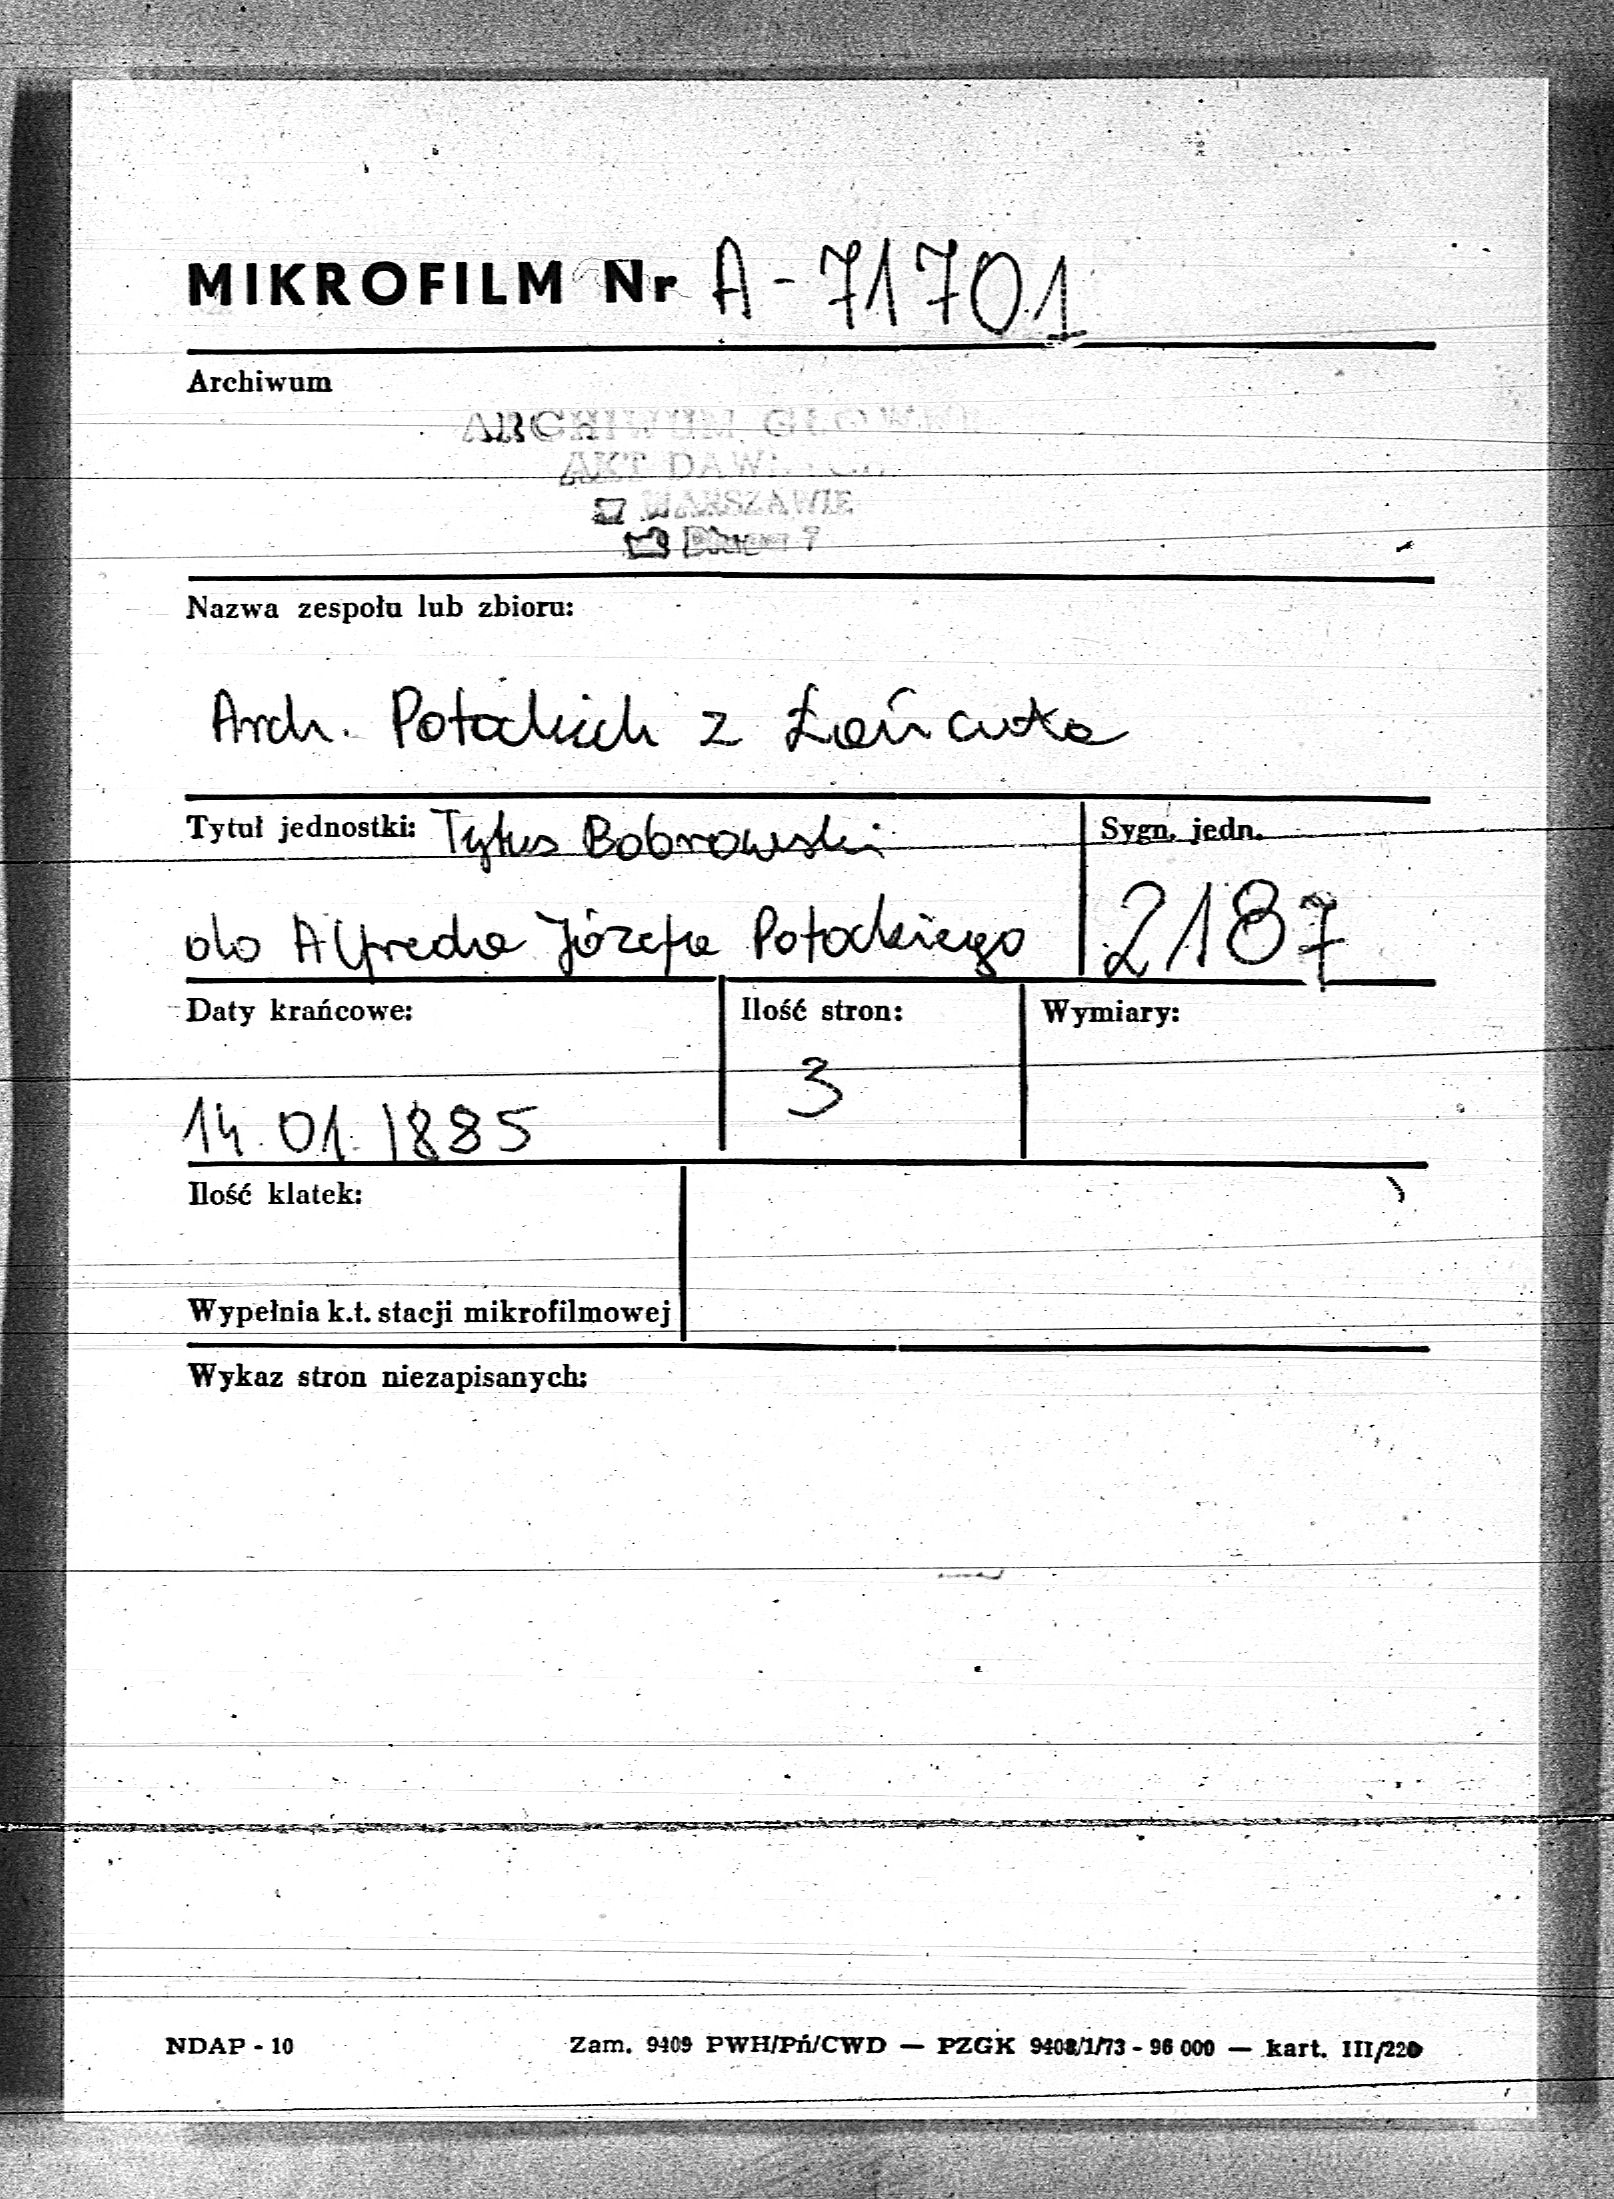 MIKROFILM Nr A-71701
Archiwum
ARCHIWUM GŁÓWNE
AKT DAWNYCH
WARSZAWIE
7
Nazwa zespołu lub zbioru:
Arch. Potockich z Łańcuta
Tytuł jednostki: Tytus Bobrowski
Sygn. jedn.
do Alfreda Józefa Potockiego
2187
Daty krańcowe:
Ilość stron:
Wymiary:
14.01.1885
3
Ilość klatek:
Wypełnia k.t. stacji mikrofilmowej
Wykaz stron niezapisanych:
NDAP - 10
Zam. 9409 PWH/Pń/CWD — PZGK 9408/1/73 - 96 000 — kart. III/220